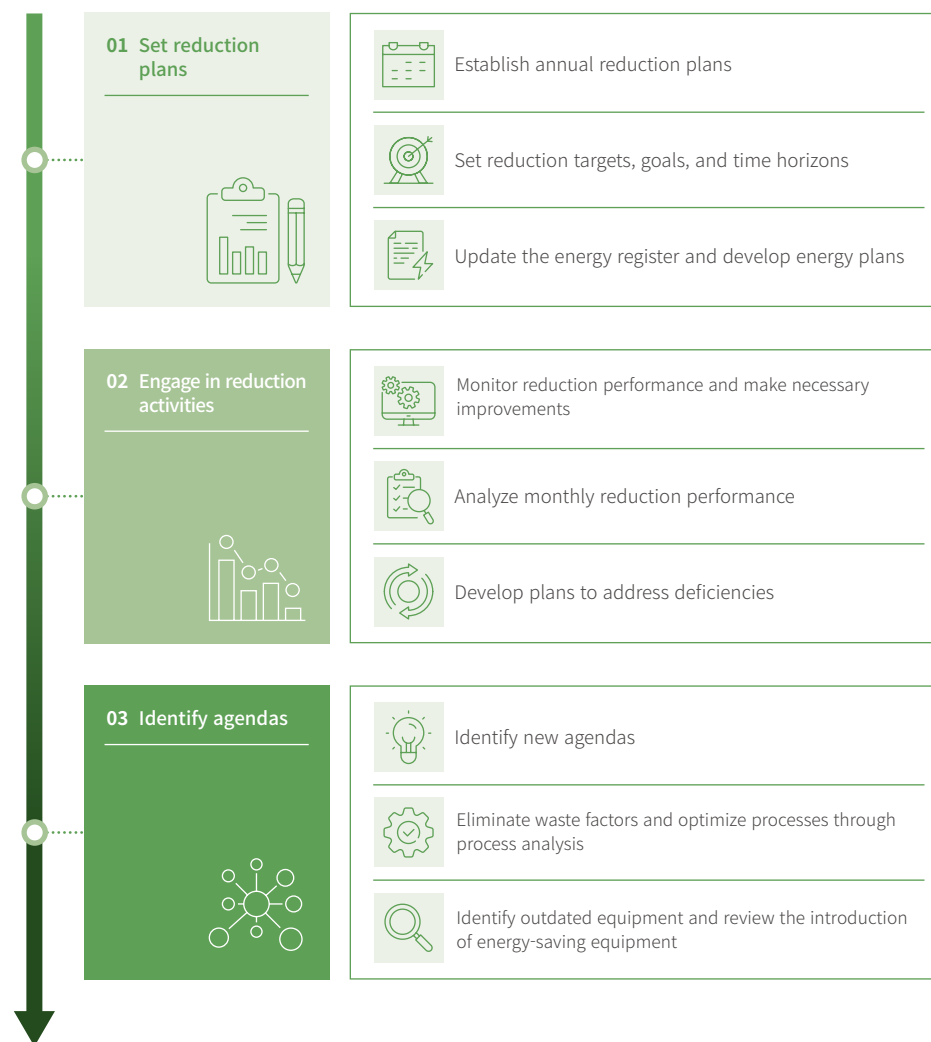 01 Set reduction
plans
Establish annual reduction plans
Set reduction targets, goals, and time horizons
Update the energy register and develop energy plans
02 Engage in reduction
activities
Monitor reduction performance and make necessary
improvements
Analyze monthly reduction performance
Develop plans to address deficiencies
03 Identify agendas
Identify new agendas
Eliminate waste factors and optimize processes through
process analysis
Identify outdated equipment and review the introduction
of energy-saving equipment